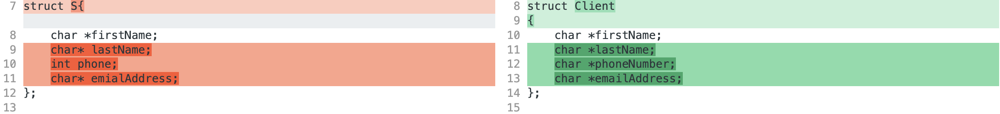 7 struct S{
8 char *firstName;
9 char* lastName;
10 int phone;
11 char* emialAddress;
12 };
13
8 struct Client
9 {
10 char *firstName;
11 char *lastName;
12 char *phoneNumber;
13 char *emailAddress;
14 };
15